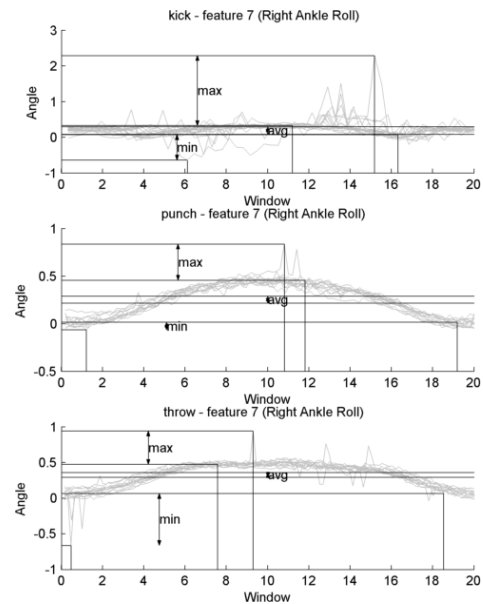 kick - feature 7 (Right Ankle Roll)
3
2
max
1
avg
0
min
-1
0 2 4 6 8 10 12 14 16 18 20
Angle
Window
punch - feature 7 (Right Ankle Roll)
1
max
0.5
avg
0
min
-0.5
0 2 4 6 8 10 12 14 16 18 20
Angle
Window
throw - feature 7 (Right Ankle Roll)
1
max
0.5
avg
0
min
-0.5
-1
0 2 4 6 8 10 12 14 16 18 20
Angle
Window